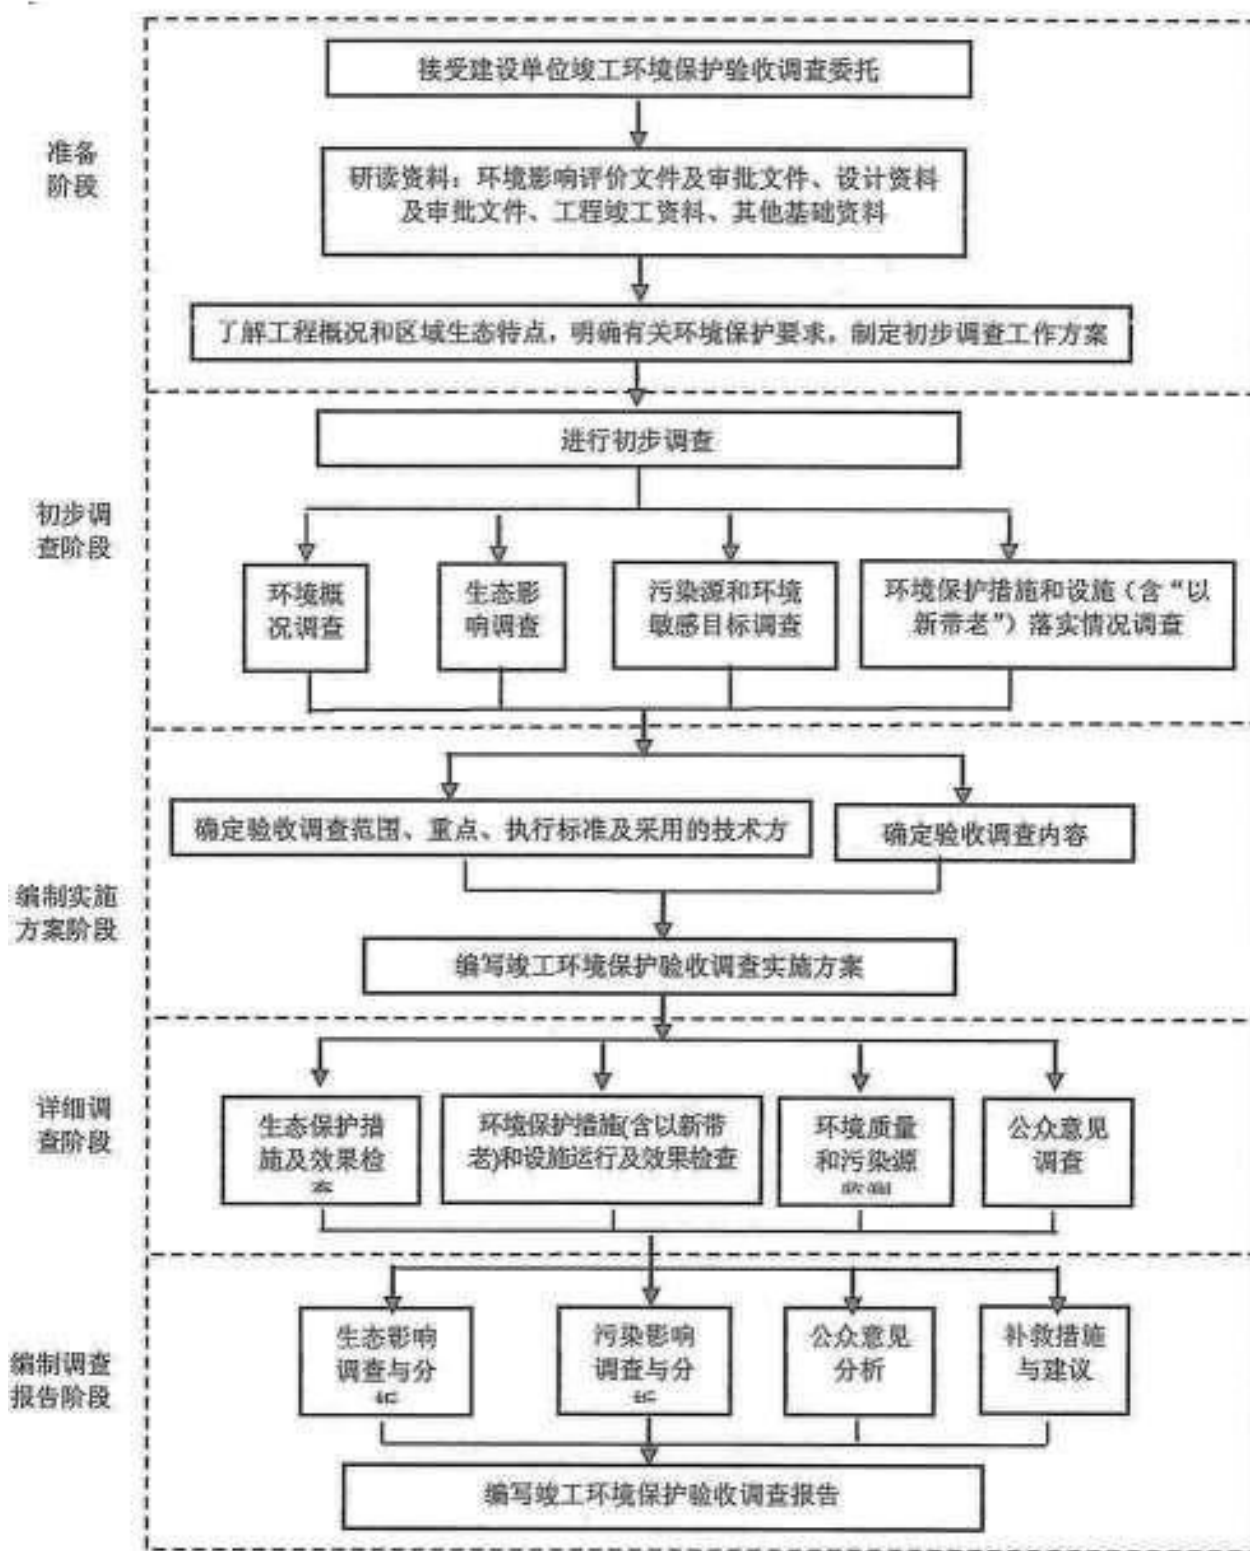 接受建设单位竣工环境保护验收调查委托
准备
阶段
研读资料：环境影响评价文件及审批文件、设计资料
及审批文件、工程竣工资料、其他基础资料
了解工程概况和区域生态特点，明确有关环境保护要求，制定初步调查工作方案
进行初步调查
初步调
查阶段
环境概
况调查
生态影
响调查
污染源和环境
敏感目标调查
环境保护措施和设施（含“以
新带老”）落实情况调查
确定验收调查范围、重点、执行标准及采用的技术方
确定验收调查内容
编制实施
方案阶段
编写竣工环境保护验收调查实施方案
详细调
查阶段
生态保护措
施及效果检
环境保护措施(含以新带
老)和设施运行及效果检查
环境质量
和污染源
公众意见
调查
编制调查
报告阶段
生态影响
调查与分
污染影响
调查与分
公众意见
分析
补救措施
与建议
编写竣工环境保护验收调查报告